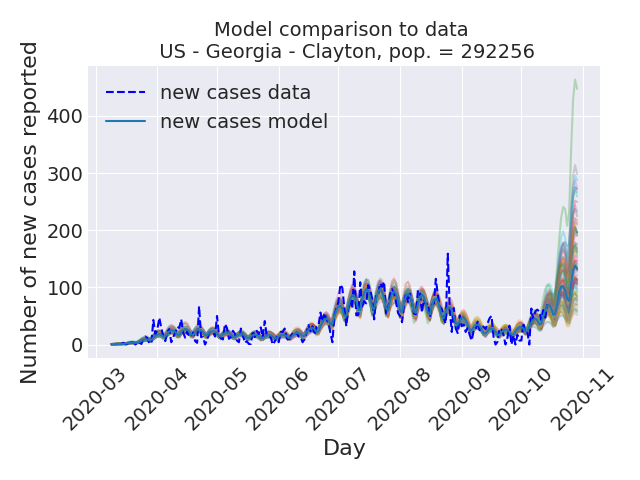 Model comparison to data
US - Georgia - Clayton, pop. = 292256
Number of new cases reported
new cases data
new cases model
400
300
200
100
0
2020-03
2020-04
2020-05
2020-06
2020-07
2020-08
2020-09
2020-10
2020-11
Day